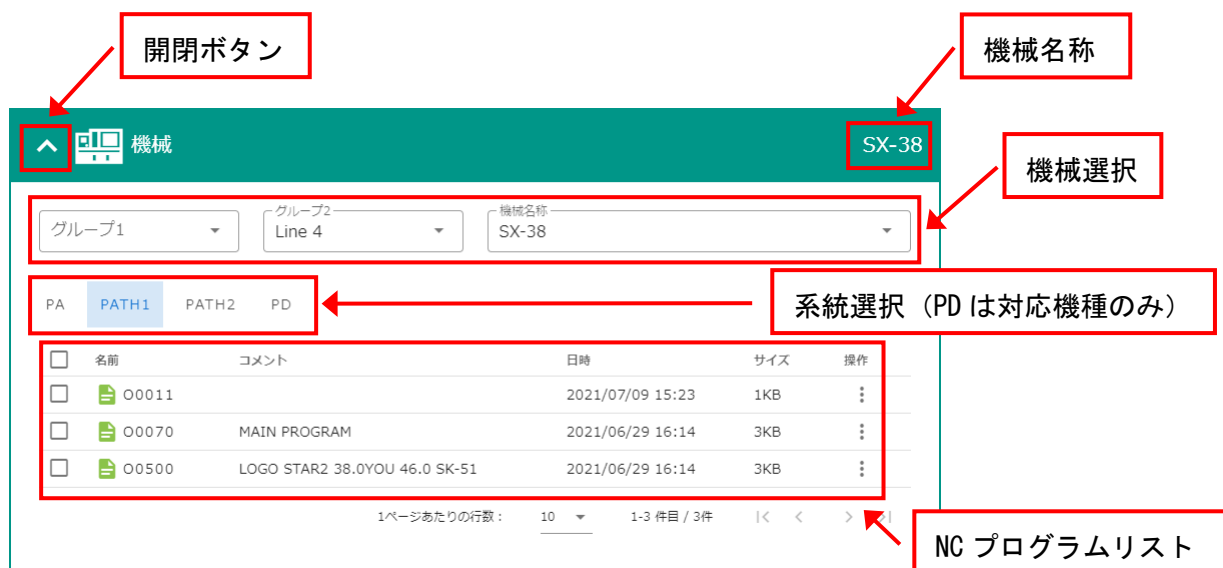 開閉ボタン
機械名称
機械
SX-38
機械選択
グループ1
グループ2
Line 4
機械名称
SX-38
PA PATH1 PATH2 PD
系統選択（PDは対応機種のみ）
名前 コメント 日時 サイズ 操作
O0011 2021/07/09 15:23 1KB
O0070 MAIN PROGRAM 2021/06/29 16:14 3KB
O0500 LOGO STAR2 38.0YOU 46.0 SK-51 2021/06/29 16:14 3KB
1ページあたりの行数： 10 1-3 件目 / 3件
NC プログラムリスト